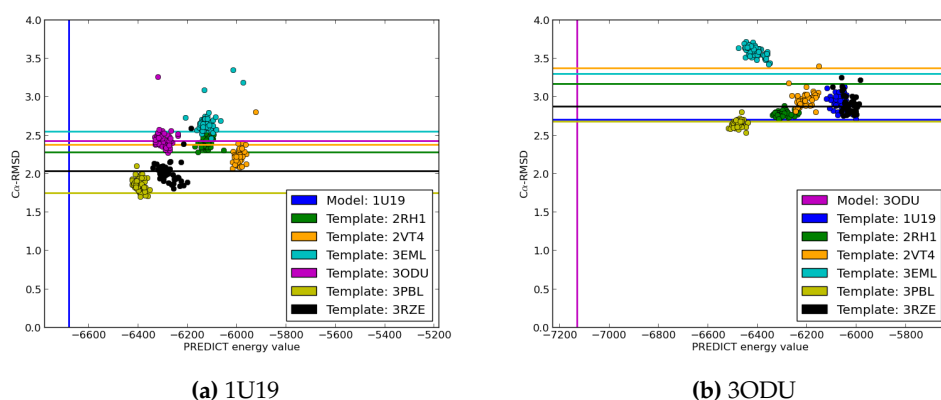 4.0
3.5
3.0
2.5
2.0
1.5
1.0
0.5
0.0
Cα-RMSD
Model: 1U19
Template: 2RH1
Template: 2VT4
Template: 3EML
Template: 3ODU
Template: 3PBL
Template: 3RZE
−6600 −6400 −6200 −6000 −5800 −5600 −5400 −5200
PREDICT energy value
(a) 1U19
4.0
3.5
3.0
2.5
2.0
1.5
1.0
0.5
0.0
Cα-RMSD
Model: 3ODU
Template: 1U19
Template: 2RH1
Template: 2VT4
Template: 3EML
Template: 3PBL
Template: 3RZE
−7200 −7000 −6800 −6600 −6400 −6200 −6000 −5800
PREDICT energy value
(b) 3ODU